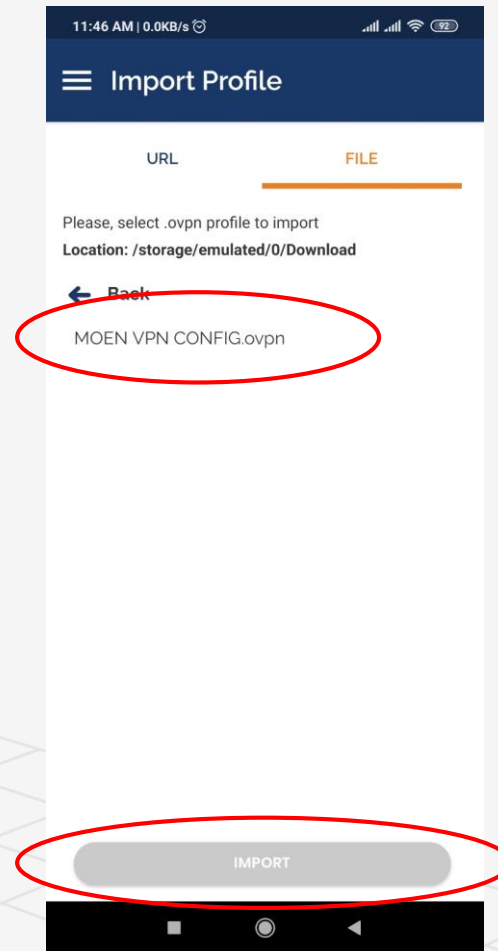 11:46 AM | 0.0KB/s
92
Import Profile
URL
FILE
Please, select .ovpn profile to import
Location: /storage/emulated/0/Download
Back
MOEN VPN CONFIG.ovpn
IMPORT